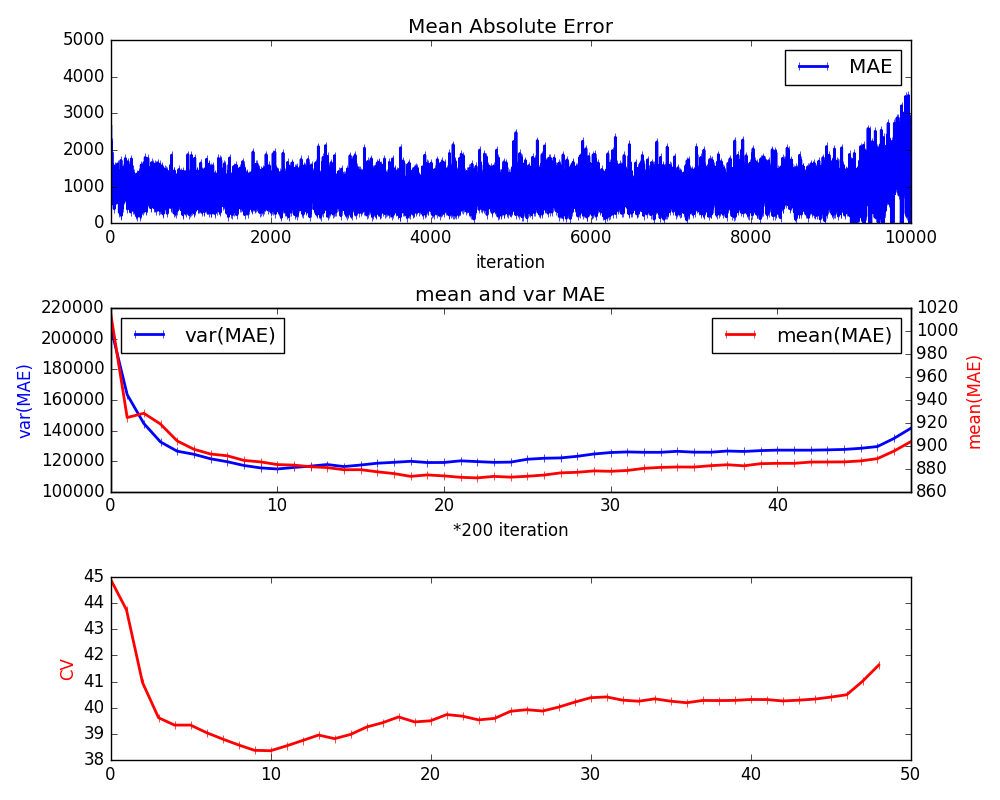 Mean Absolute Error
5000
4000
3000
2000
1000
0
MAE
0 2000 4000 6000 8000 10000
iteration
mean and var MAE
220000
200000
180000
160000
140000
120000
100000
var(MAE)
var(MAE)
mean(MAE)
1020
1000
980
960
940
920
900
880
860
mean(MAE)
0 10 20 30 40
*200 iteration
45
44
43
42
41
40
39
38
CV
0 10 20 30 40 50